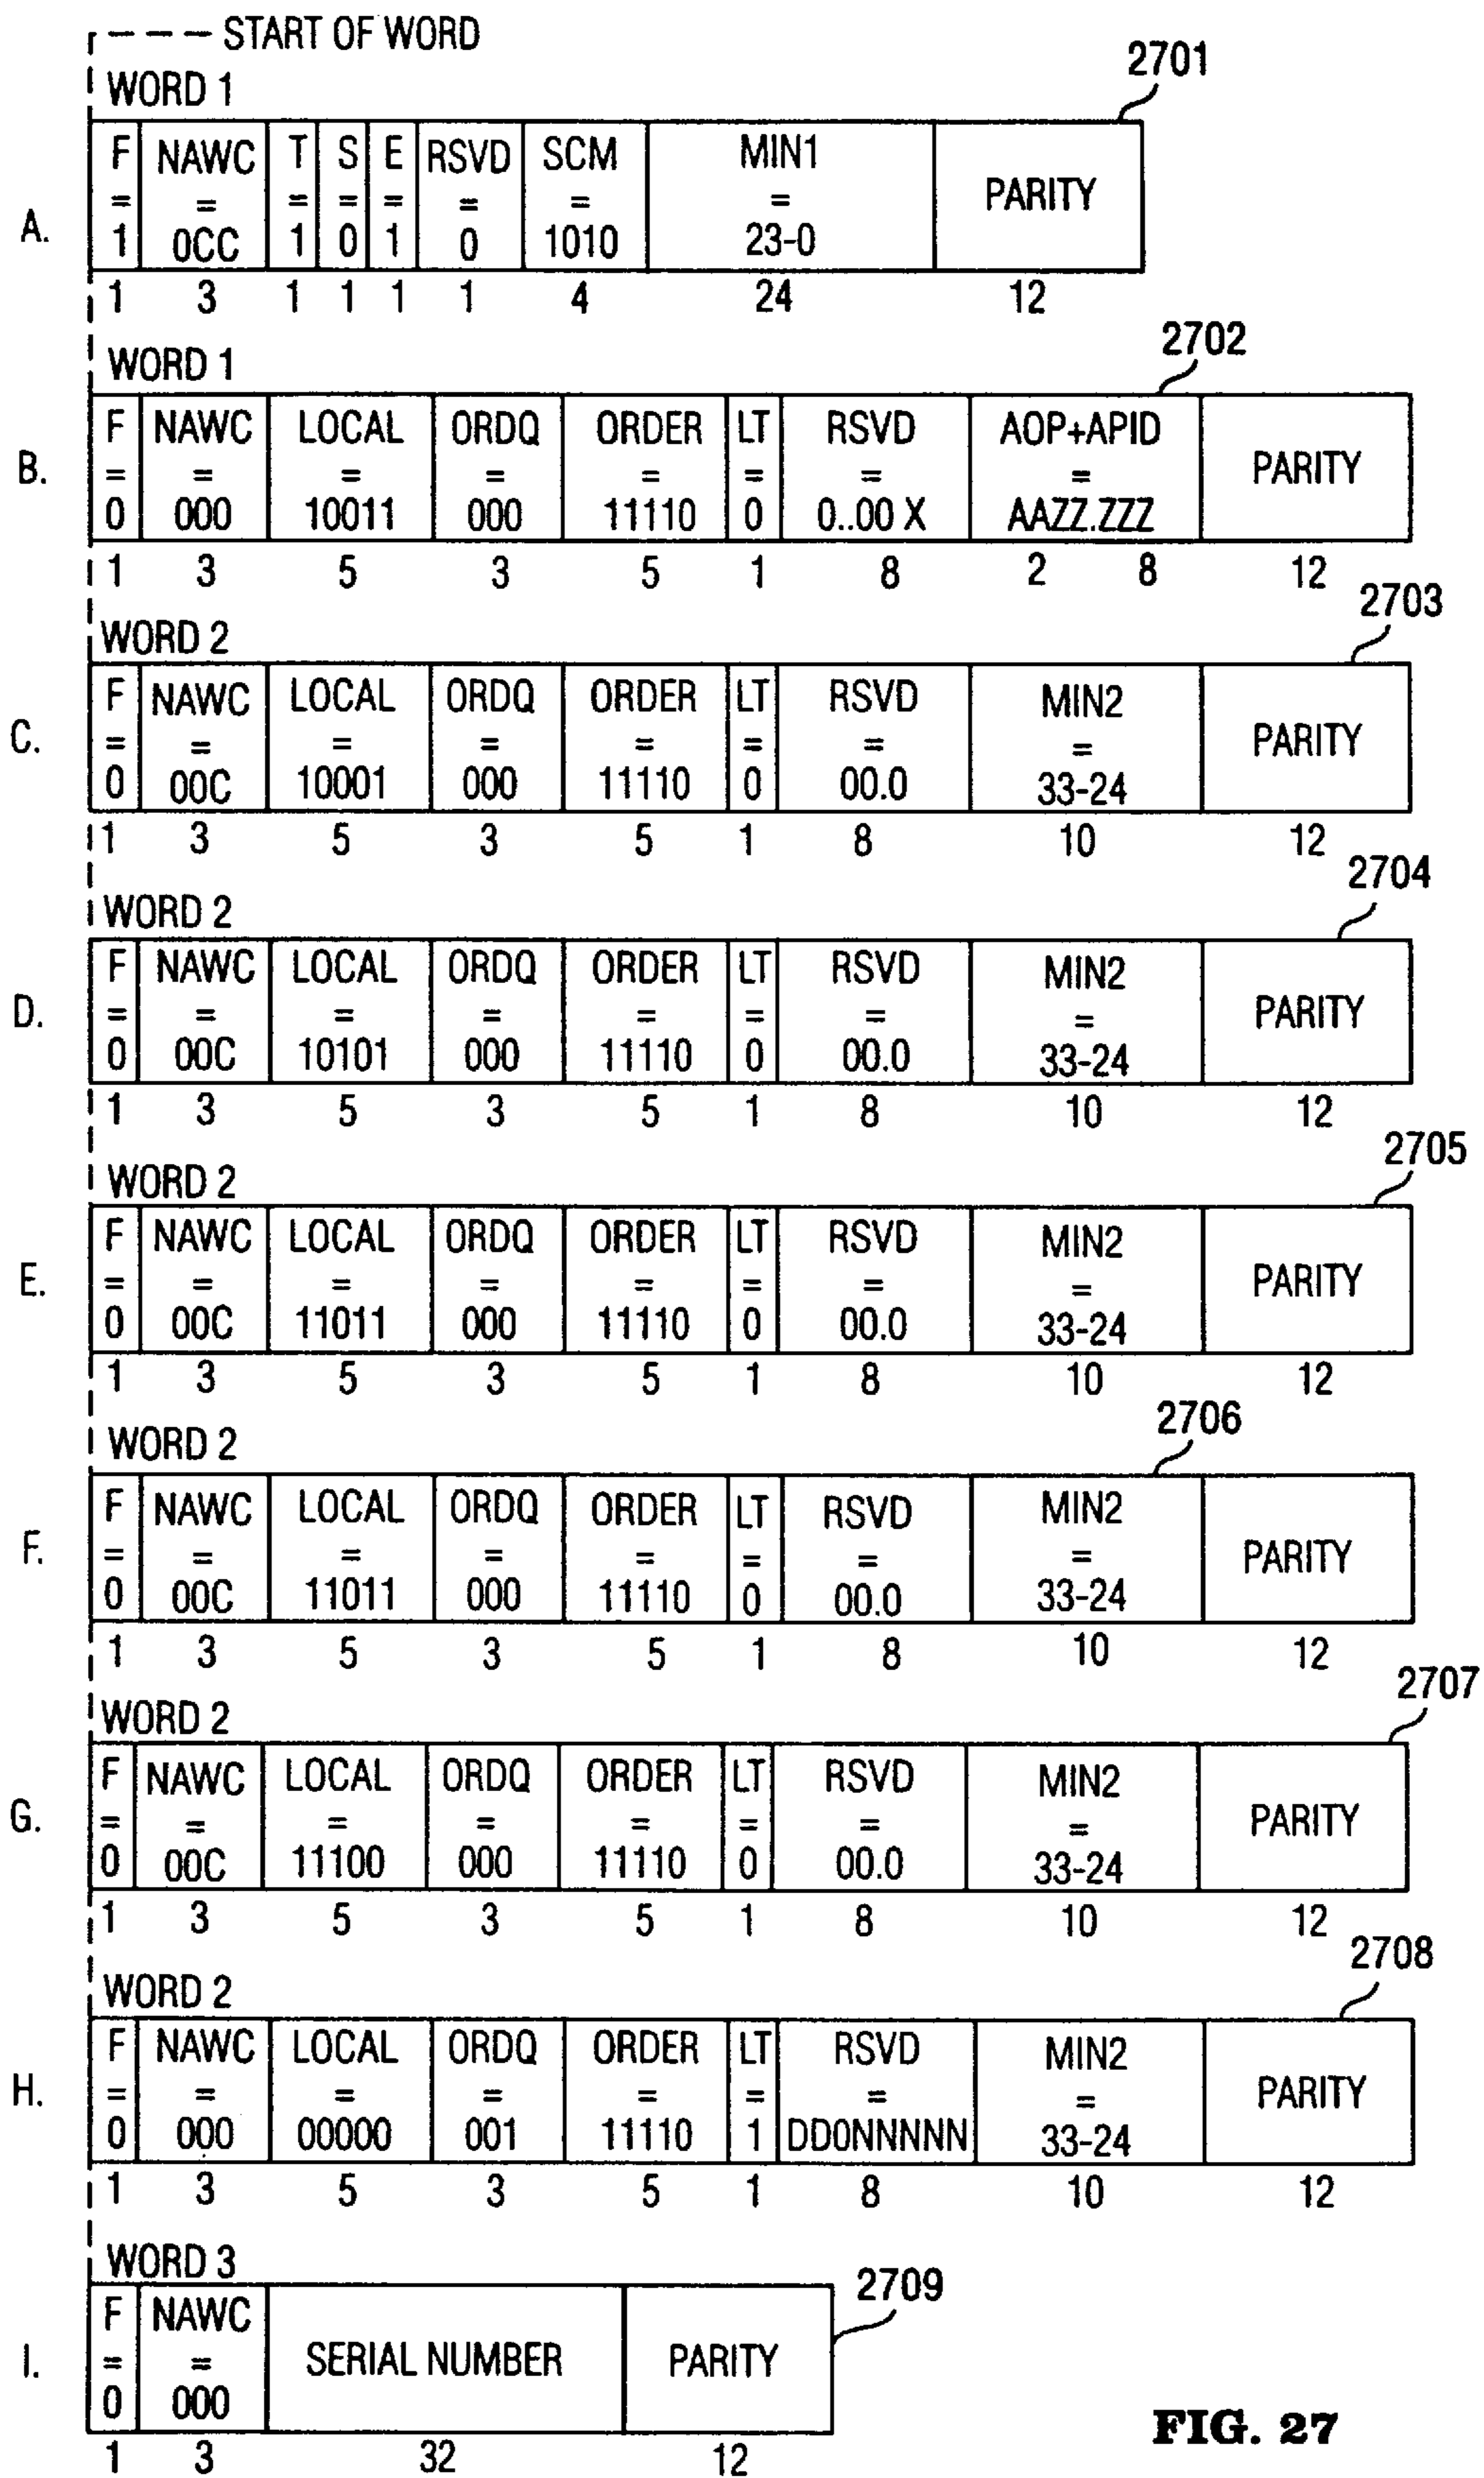 START OF WORD
WORD 1
2701
A.
F NAWC T S E RSVD SCM MIN1 PARITY
= = = = = = = =
1 0CC 1 0 1 0 1010 23-0
1 3 1 1 1 1 4 24 12
WORD 1
2702
B.
F NAWC LOCAL ORDQ ORDER LT RSVD AOP+APID PARITY
= = = = = = = =
0 000 10011 000 11110 0 0..00 X AAZZ.ZZZ
1 3 5 3 5 1 8 2 8 12
WORD 2
2703
C.
F NAWC LOCAL ORDQ ORDER LT RSVD MIN2 PARITY
= = = = = = = =
0 00C 10001 000 11110 0 00.0 33-24
1 3 5 3 5 1 8 10 12
WORD 2
2704
D.
F NAWC LOCAL ORDQ ORDER LT RSVD MIN2 PARITY
= = = = = = = =
0 00C 10101 000 11110 0 00.0 33-24
1 3 5 3 5 1 8 10 12
WORD 2
2705
E.
F NAWC LOCAL ORDQ ORDER LT RSVD MIN2 PARITY
= = = = = = = =
0 00C 11011 000 11110 0 00.0 33-24
1 3 5 3 5 1 8 10 12
WORD 2
2706
F.
F NAWC LOCAL ORDQ ORDER LT RSVD MIN2 PARITY
= = = = = = = =
0 00C 11011 000 11110 0 00.0 33-24
1 3 5 3 5 1 8 10 12
WORD 2
2707
G.
F NAWC LOCAL ORDQ ORDER LT RSVD MIN2 PARITY
= = = = = = = =
0 00C 11100 000 11110 0 00.0 33-24
1 3 5 3 5 1 8 10 12
WORD 2
2708
H.
F NAWC LOCAL ORDQ ORDER LT RSVD MIN2 PARITY
= = = = = = = =
0 000 00000 001 11110 1 DD0NNNNN 33-24
1 3 5 3 5 1 8 10 12
WORD 3
2709
I.
F NAWC SERIAL NUMBER PARITY
= =
0 000
1 3 32 12
FIG. 27